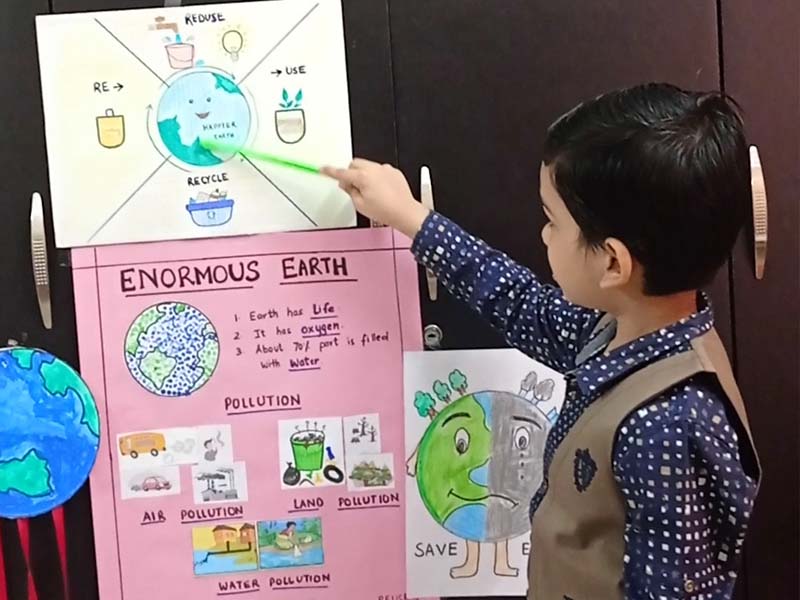 REDUSE
RE →
→ USE
HAPPIER
EARTH
RECYCLE
ENORMOUS EARTH
1. Earth has Life.
2. It has oxygen.
3. About 70% part is filled
with Water.
POLLUTION
AIR POLLUTION
LAND POLLUTION
WATER POLLUTION
SAVE E